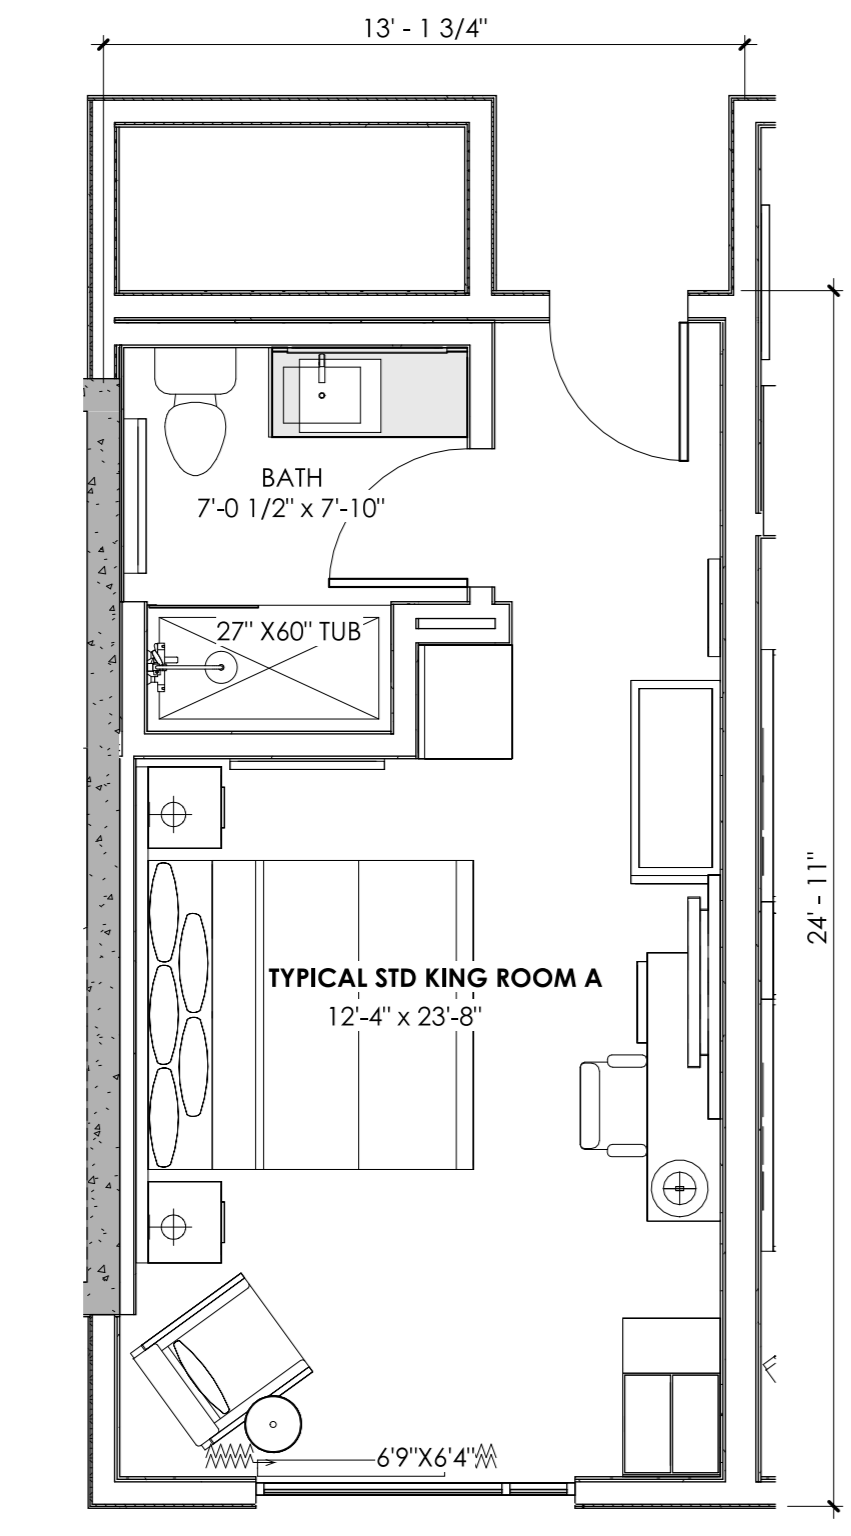 13' - 1 3/4"
BATH
7'-0 1/2" x 7'-10"
27" X60" TUB
24' - 11"
TYPICAL STD KING ROOM A
12'-4" x 23'-8"
6'9"X6'4"